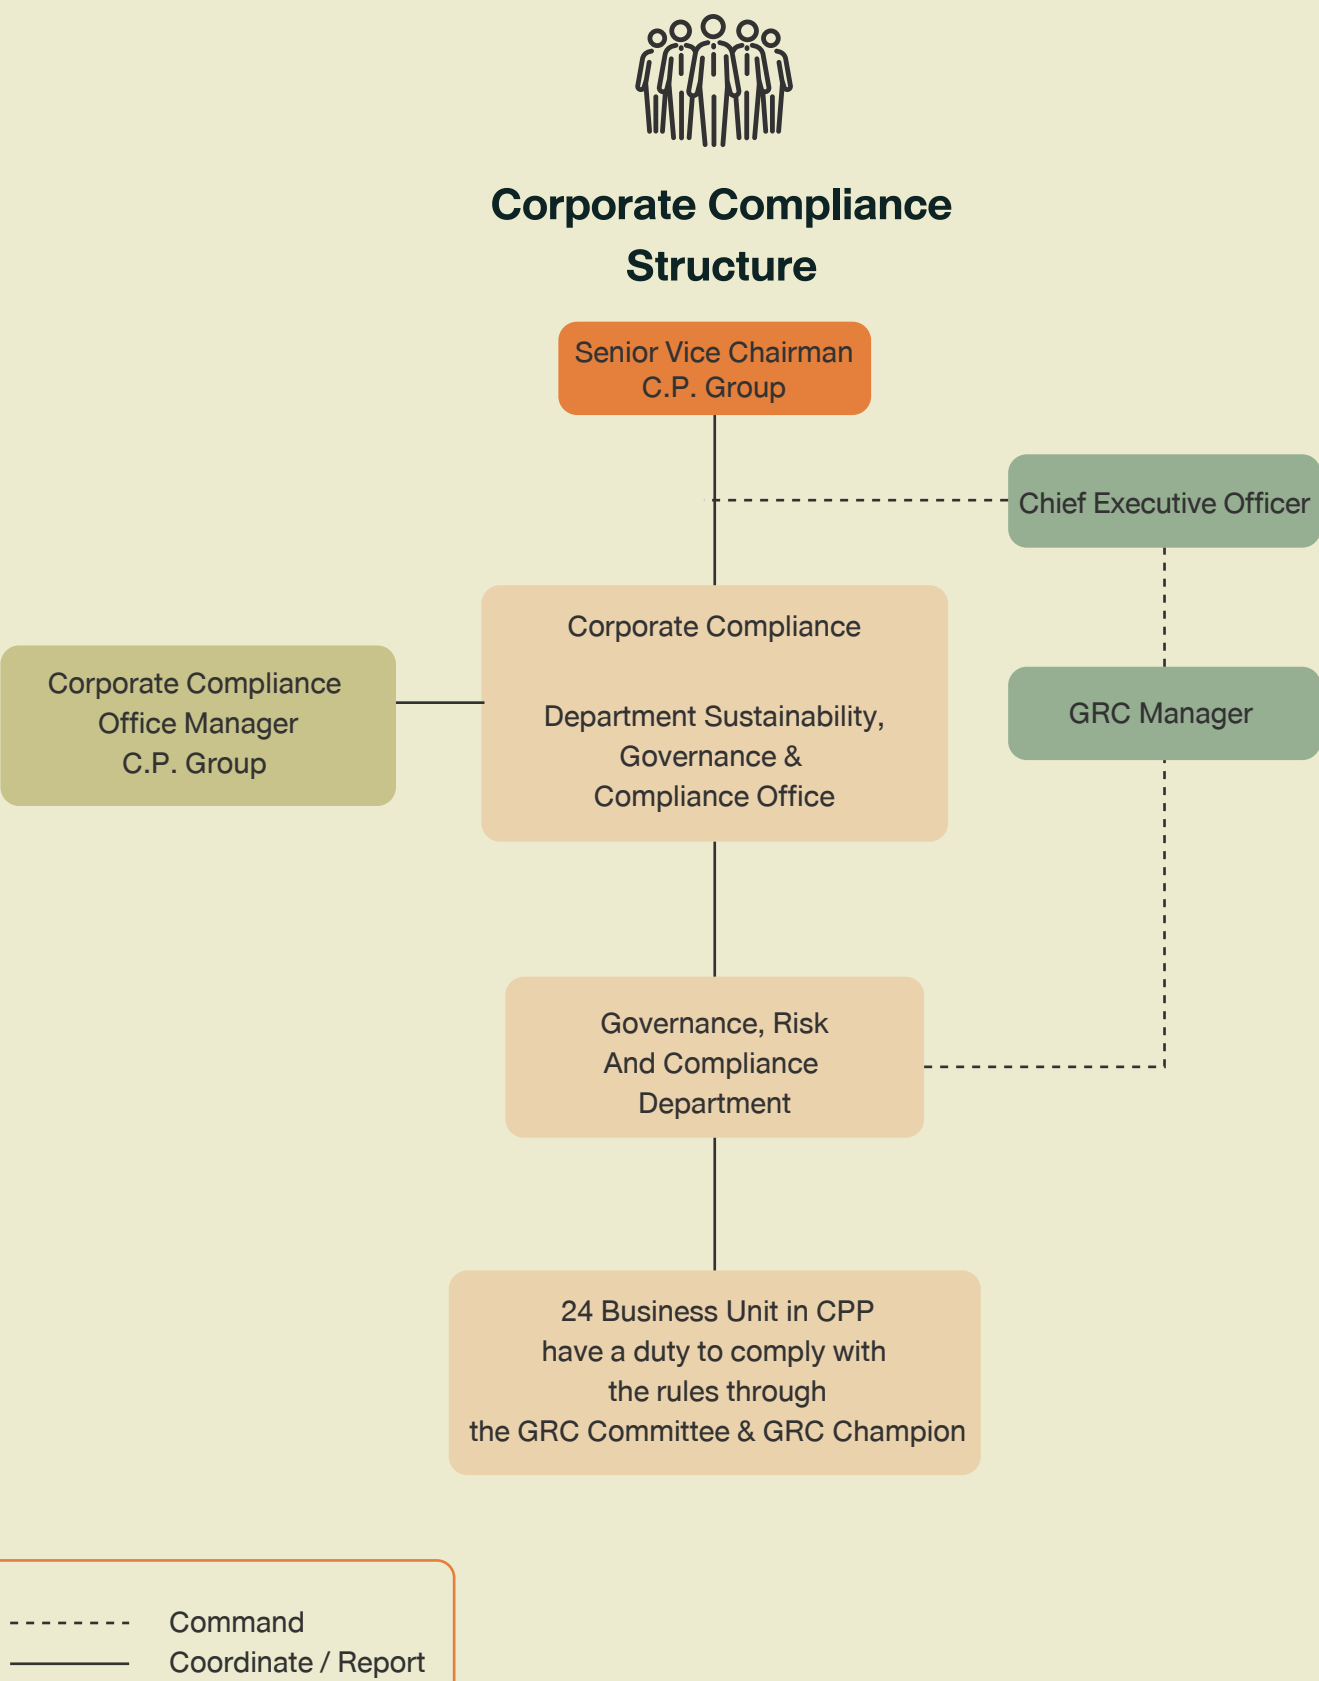 Corporate Compliance
Structure
Senior Vice Chairman
C.P. Group
Chief Executive Officer
Corporate Compliance
Department Sustainability,
Governance &
Compliance Office
Corporate Compliance
Office Manager
C.P. Group
GRC Manager
Governance, Risk
And Compliance
Department
24 Business Unit in CPP
have a duty to comply with
the rules through
the GRC Committee & GRC Champion
Command
Coordinate / Report